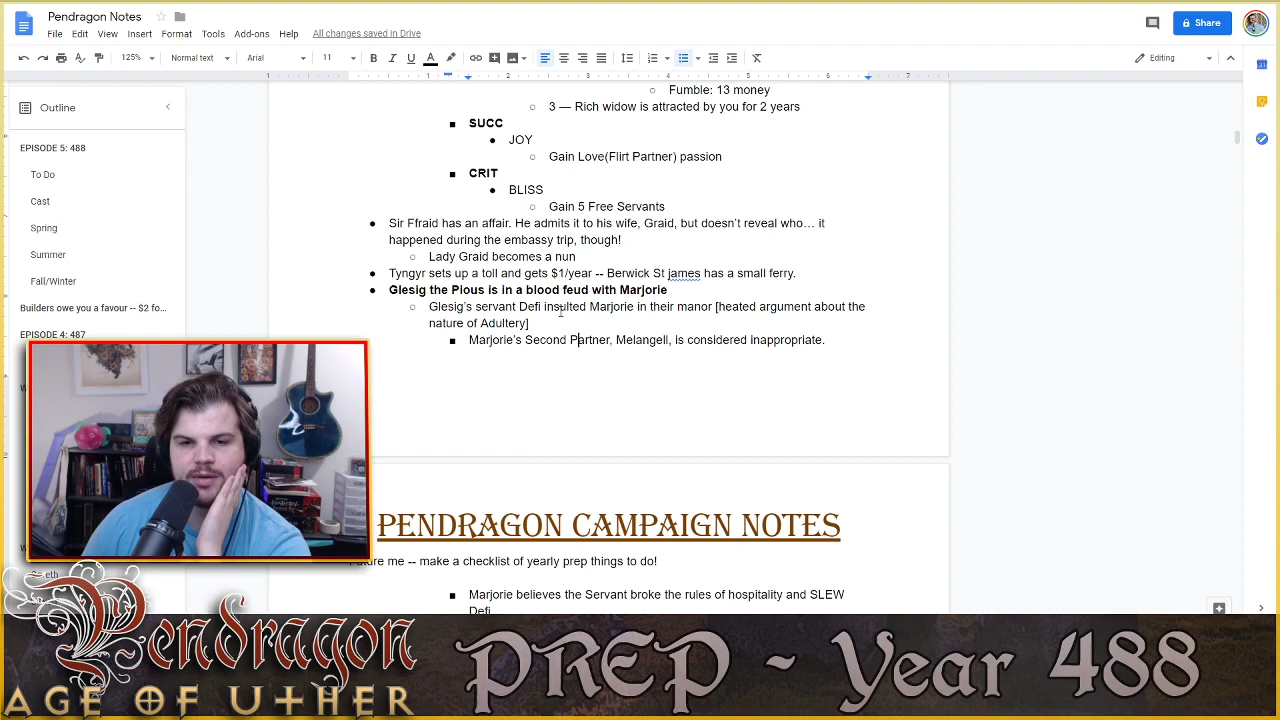 Pendragon Notes
File Edit View Insert Format Tools Add-ons Help All changes saved in Drive
Share
125% Normal text Arial 11 Editing
1 1 2 3 4 5 6 7
Outline
EPISODE 5: 488
To Do
Cast
Spring
Summer
Fall/Winter
Builders owe you a favour -- $2 fo...
EPISODE 4: 487
Fumble: 13 money
3 — Rich widow is attracted by you for 2 years
SUCC
JOY
Gain Love(Flirt Partner) passion
CRIT
BLISS
Gain 5 Free Servants
Sir Ffraid has an affair. He admits it to his wife, Graid, but doesn’t reveal who… it
happened during the embassy trip, though!
Lady Graid becomes a nun
Tyngyr sets up a toll and gets $1/year -- Berwick St james has a small ferry.
Glesig the Pious is in a blood feud with Marjorie
Glesig’s servant Defi insulted Marjorie in their manor [heated argument about the
nature of Adultery]
Marjorie’s Second Partner, Melangell, is considered inappropriate.
PENDRAGON CAMPAIGN NOTES
Future me -- make a checklist of yearly prep things to do!
Marjorie believes the Servant broke the rules of hospitality and SLEW
Defi
Pendragon
AGE OF UTHER
PREP - Year 488